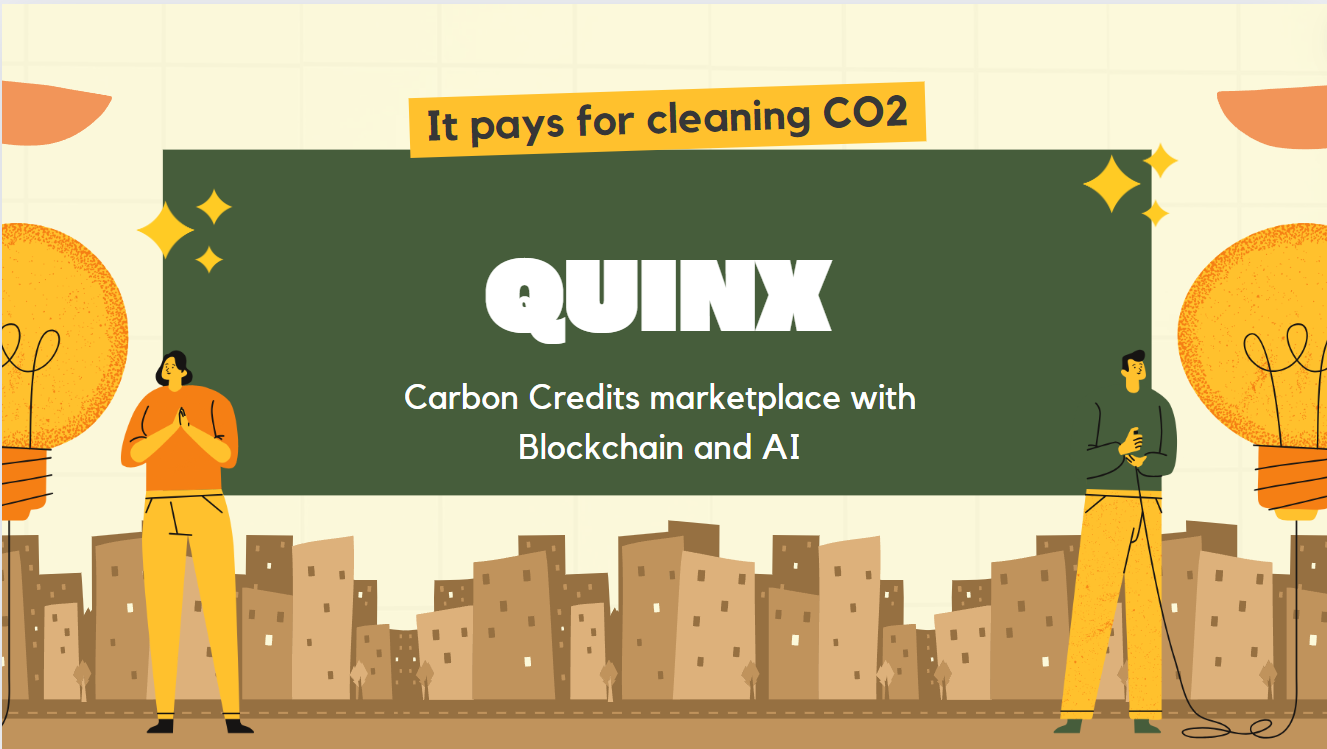 It pays for cleaning CO2
QUINX
Carbon Credits marketplace with
Blockchain and AI